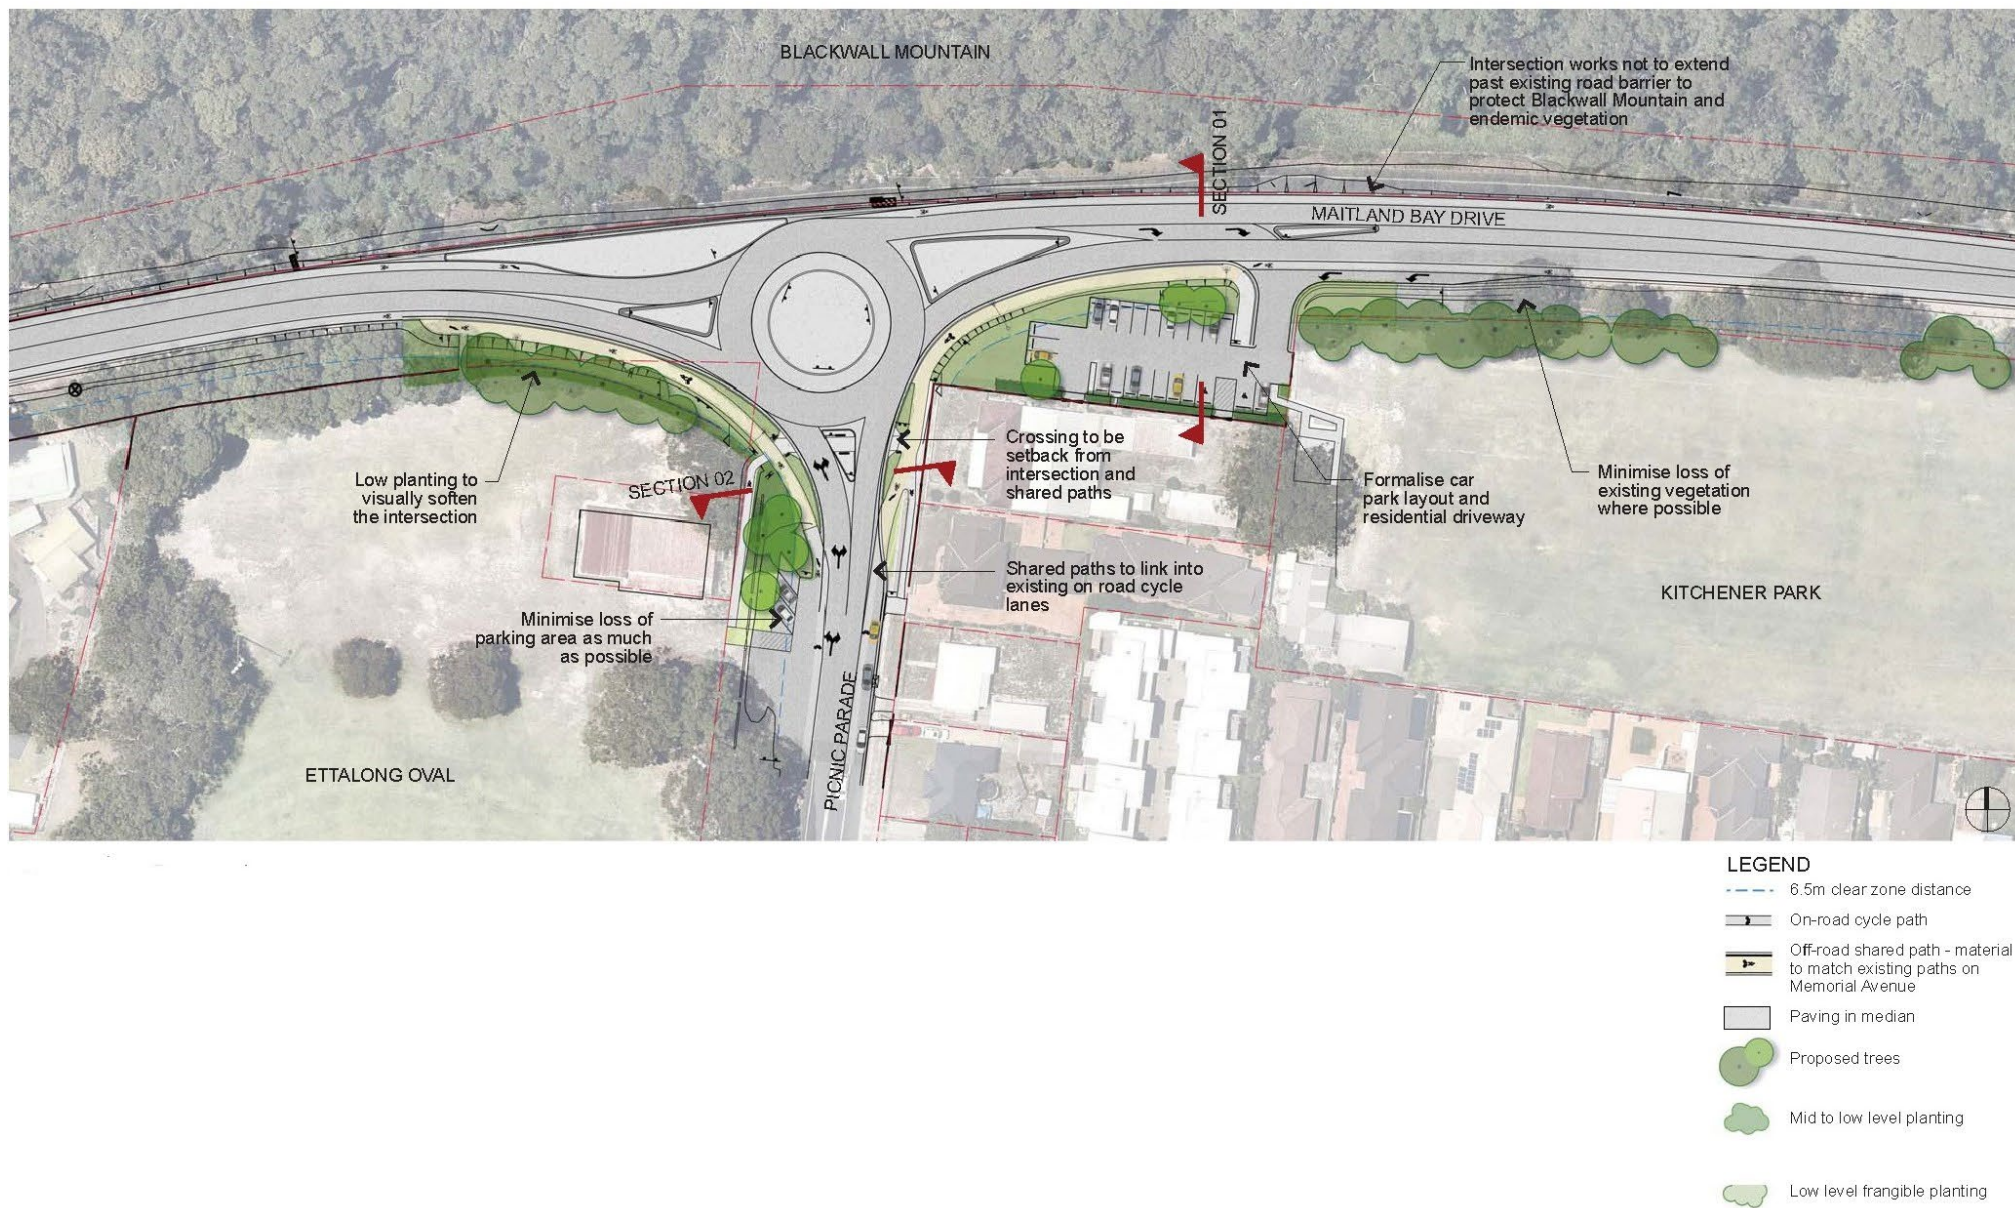 BLACKWALL MOUNTAIN
Intersection works not to extend
past existing road barrier to
protect Blackwall Mountain and
endemic vegetation
SECTION 01
MAITLAND BAY DRIVE
Low planting to
visually soften
the intersection
SECTION 02
Crossing to be
setback from
intersection and
shared paths
Formalise car
park layout and
residential driveway
Minimise loss of
existing vegetation
where possible
Shared paths to link into
existing on road cycle
lanes
KITCHENER PARK
Minimise loss of
parking area as much
as possible
PICNIC PARADE
ETTALONG OVAL
LEGEND
6.5m clear zone distance
On-road cycle path
Off-road shared path - material
to match existing paths on
Memorial Avenue
Paving in median
Proposed trees
Mid to low level planting
Low level frangible planting